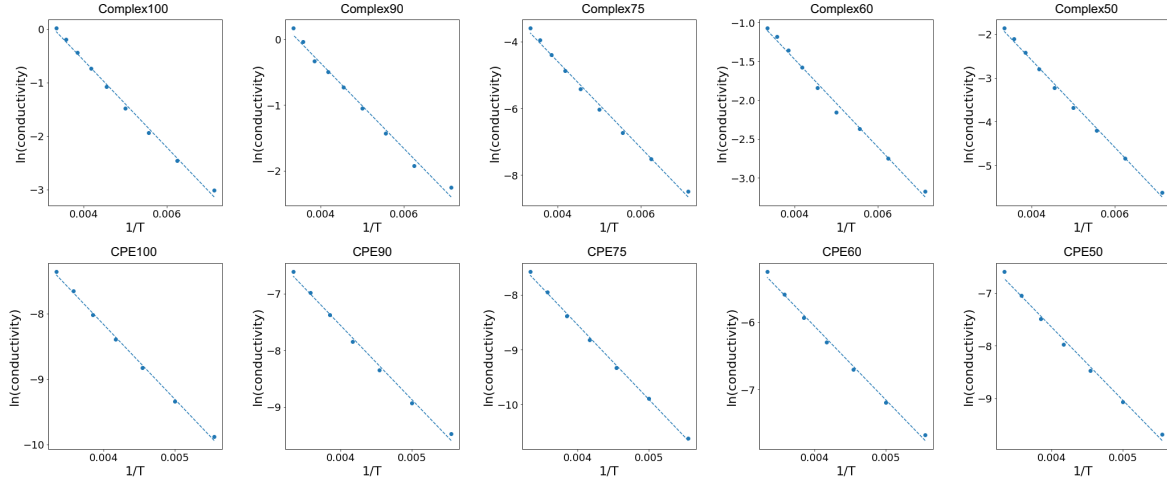 Complex100
Complex90
Complex75
Complex60
Complex50
ln(conductivity)
0
−1
−2
−3
0.004
0.006
1/T
ln(conductivity)
0
−1
−2
0.004
0.006
1/T
ln(conductivity)
−4
−6
−8
0.004
0.006
1/T
ln(conductivity)
−1.0
−1.5
−2.0
−2.5
−3.0
0.004
0.006
1/T
ln(conductivity)
−2
−3
−4
−5
0.004
0.006
1/T
CPE100
CPE90
CPE75
CPE60
CPE50
ln(conductivity)
−8
−9
−10
0.004
0.005
1/T
ln(conductivity)
−7
−8
−9
0.004
0.005
1/T
ln(conductivity)
−8
−9
−10
0.004
0.005
1/T
ln(conductivity)
−6
−7
0.004
0.005
1/T
ln(conductivity)
−7
−8
−9
0.004
0.005
1/T